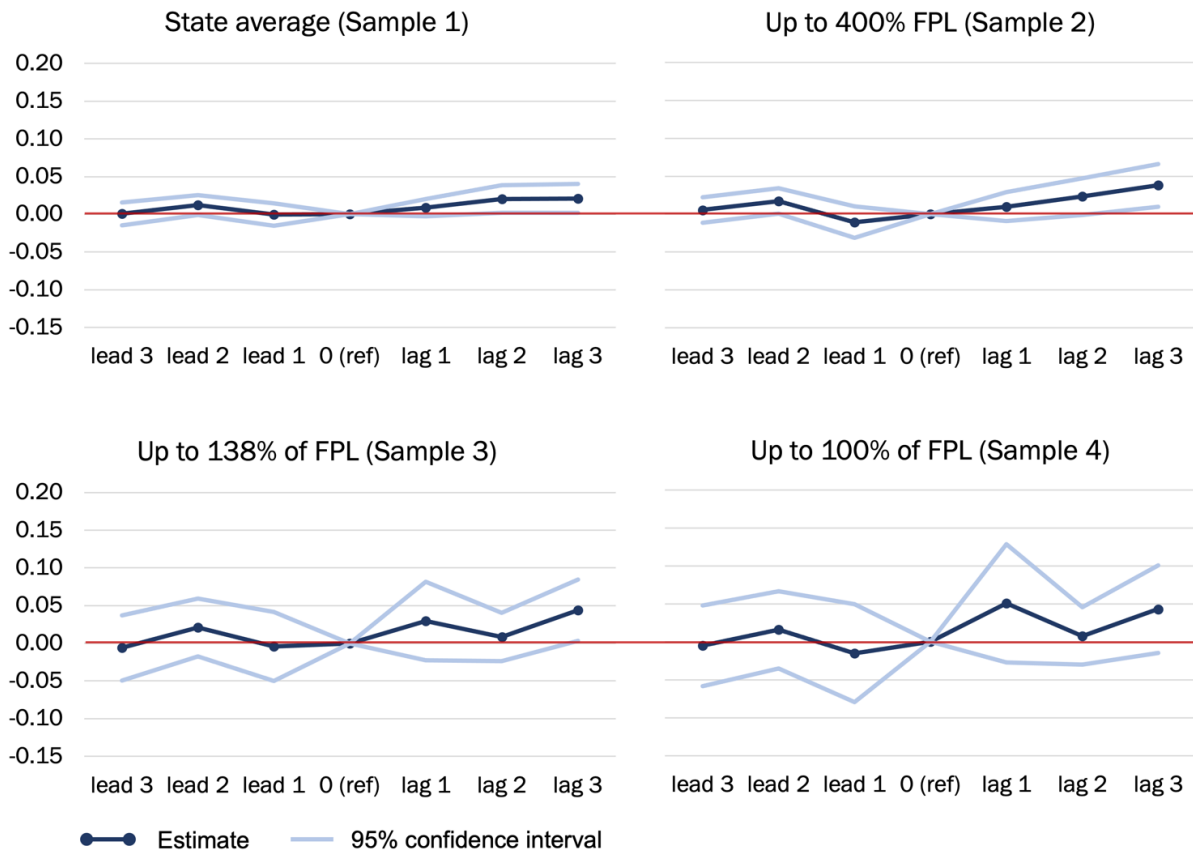 State average (Sample 1)
Up to 400% FPL (Sample 2)
0.20
0.15
0.10
0.05
0.00
-0.05
-0.10
-0.15
lead 3 lead 2 lead 1 0 (ref) lag 1 lag 2 lag 3
lead 3 lead 2 lead 1 0 (ref) lag 1 lag 2 lag 3
Up to 138% of FPL (Sample 3)
Up to 100% of FPL (Sample 4)
0.20
0.15
0.10
0.05
0.00
-0.05
-0.10
-0.15
lead 3 lead 2 lead 1 0 (ref) lag 1 lag 2 lag 3
lead 3 lead 2 lead 1 0 (ref) lag 1 lag 2 lag 3
Estimate 95% confidence interval